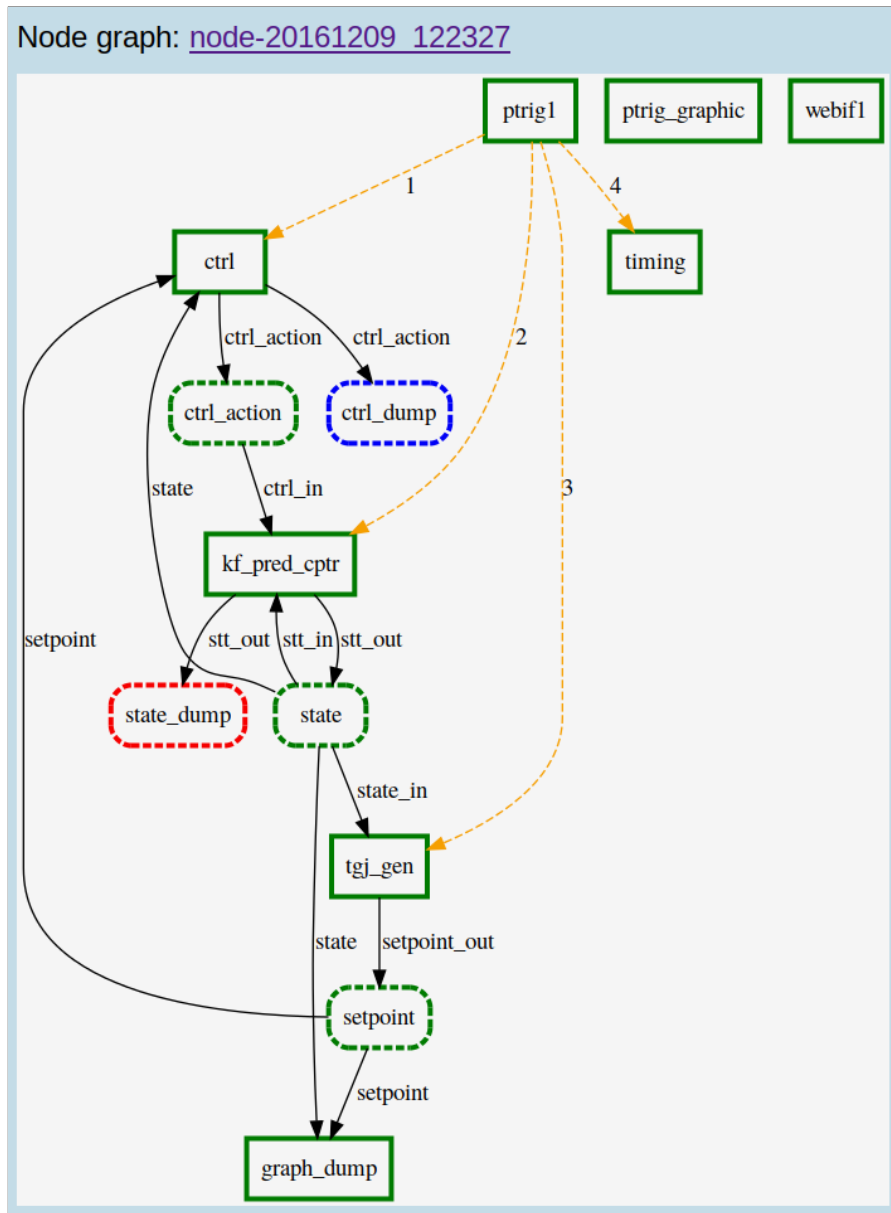 Node graph: node-20161209_122327
ptrig1 ptrig_graphic webif1
1 4
ctrl timing
ctrl_action ctrl_action 2
ctrl_action ctrl_dump
state ctrl_in 3
kf_pred_cptr
setpoint stt_out stt_in stt_out
state_dump state
state_in
tgj_gen
state setpoint_out
setpoint
setpoint
graph_dump